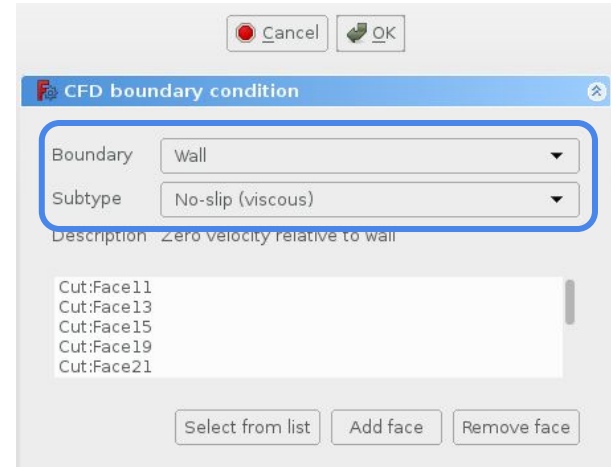 Cancel OK
CFD boundary condition
Boundary Wall
Subtype No-slip (viscous)
Description Zero velocity relative to wall
Cut:Face11
Cut:Face13
Cut:Face15
Cut:Face19
Cut:Face21
Select from list Add face Remove face